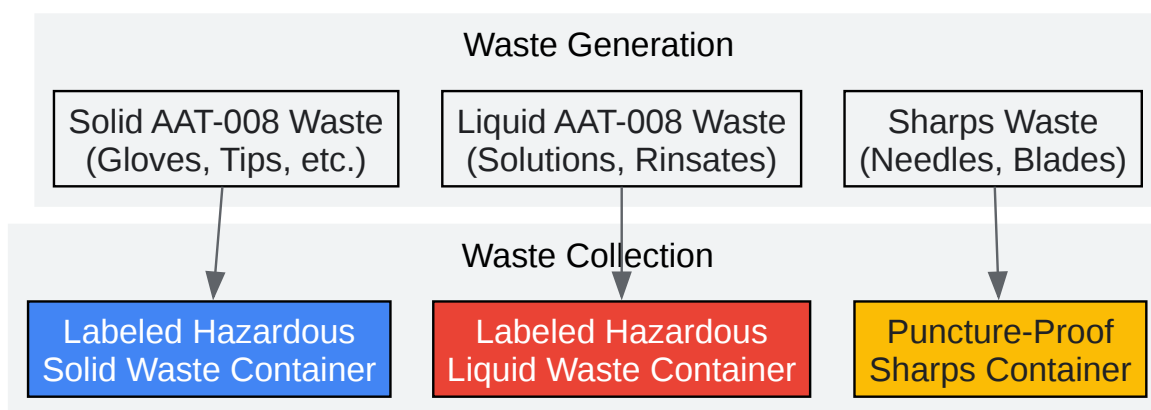 Waste Generation
Solid AAT-008 Waste
(Gloves, Tips, etc.)
Liquid AAT-008 Waste
(Solutions, Rinsates)
Sharps Waste
(Needles, Blades)
Waste Collection
Labeled Hazardous
Solid Waste Container
Labeled Hazardous
Liquid Waste Container
Puncture-Proof
Sharps Container